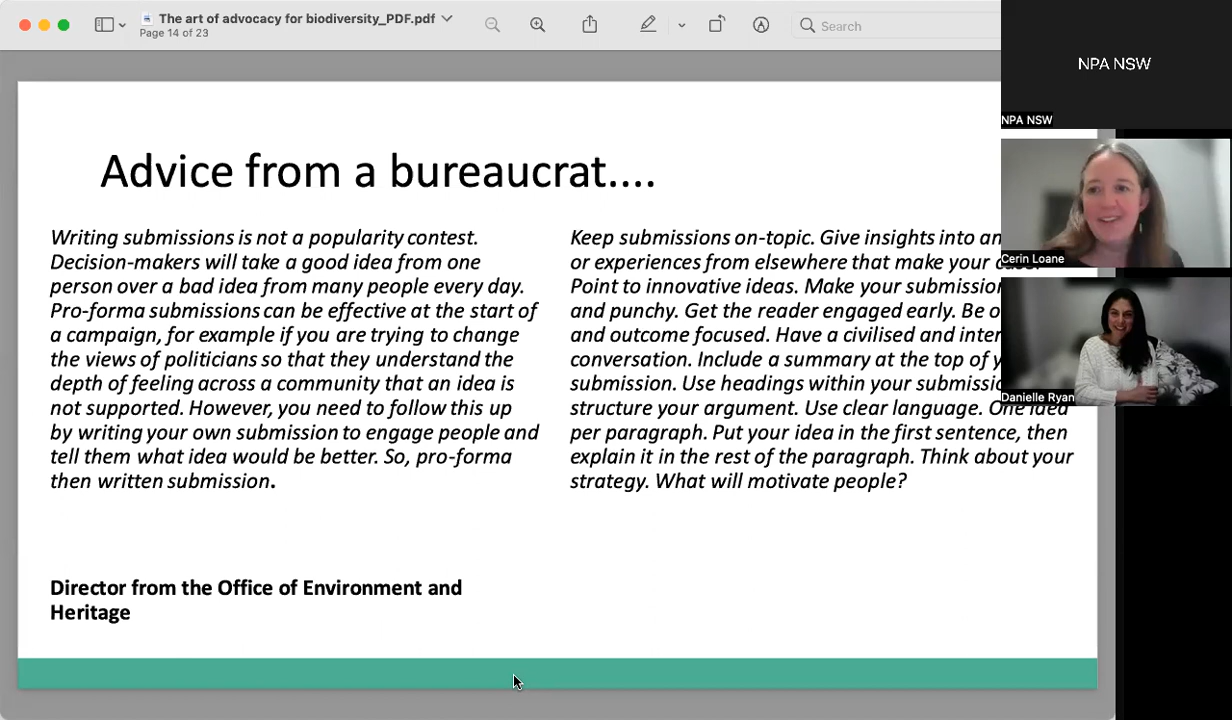 The art of advocacy for biodiversity_PDF.pdf
Page 14 of 23
Search
NPA NSW
NPA NSW
Advice from a bureaucrat....
Writing submissions is not a popularity contest.
Decision-makers will take a good idea from one
person over a bad idea from many people every day.
Pro-forma submissions can be effective at the start of
a campaign, for example if you are trying to change
the views of politicians so that they understand the
depth of feeling across a community that an idea is
not supported. However, you need to follow this up
by writing your own submission to engage people and
tell them what idea would be better. So, pro-forma
then written submission.
Keep submissions on-topic. Give insights into
or experiences from elsewhere that make your
Point to innovative ideas. Make your submission
and punchy. Get the reader engaged early. Be
and outcome focused. Have a civilised and
conversation. Include a summary at the top of
submission. Use headings within your
structure your argument. Use clear language. One idea
per paragraph. Put your idea in the first sentence, then
explain it in the rest of the paragraph. Think about your
strategy. What will motivate people?
Director from the Office of Environment and
Heritage
Cerin Loane
Danielle Ryan